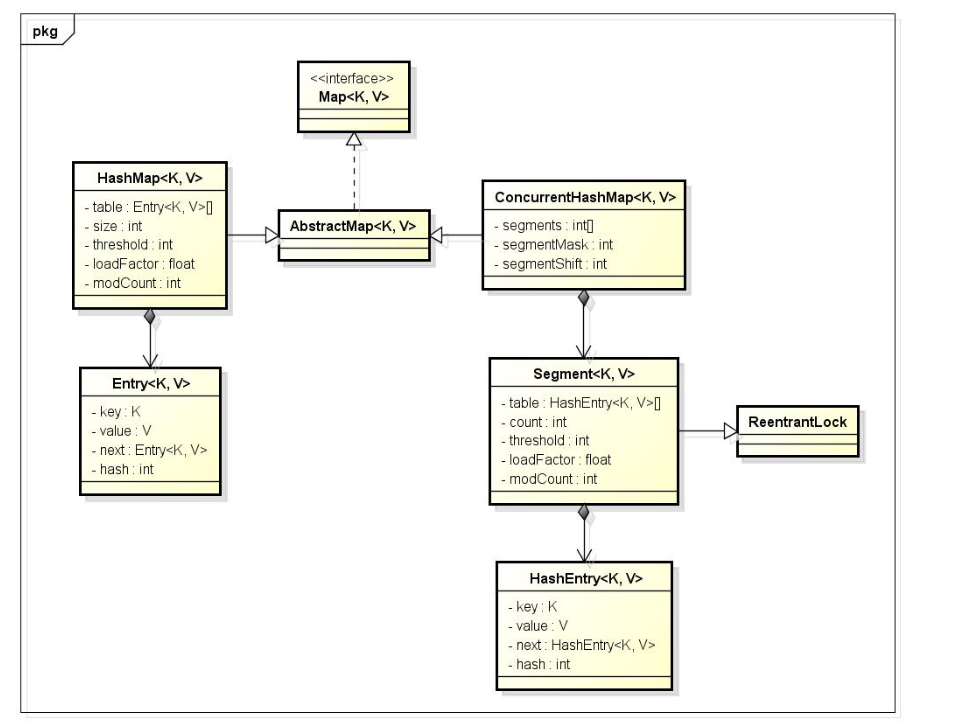 pkg
<<interface>>
Map<K, V>
HashMap<K, V>
- table : Entry<K, V>[]
- size : int
- threshold : int
- loadFactor : float
- modCount : int
AbstractMap<K, V>
ConcurrentHashMap<K, V>
- segments : int[]
- segmentMask : int
- segmentShift : int
Entry<K, V>
- key : K
- value : V
- next : Entry<K, V>
- hash : int
Segment<K, V>
- table : HashEntry<K, V>[]
- count : int
- threshold : int
- loadFactor : float
- modCount : int
ReentrantLock
HashEntry<K, V>
- key : K
- value : V
- next : HashEntry<K, V>
- hash : int